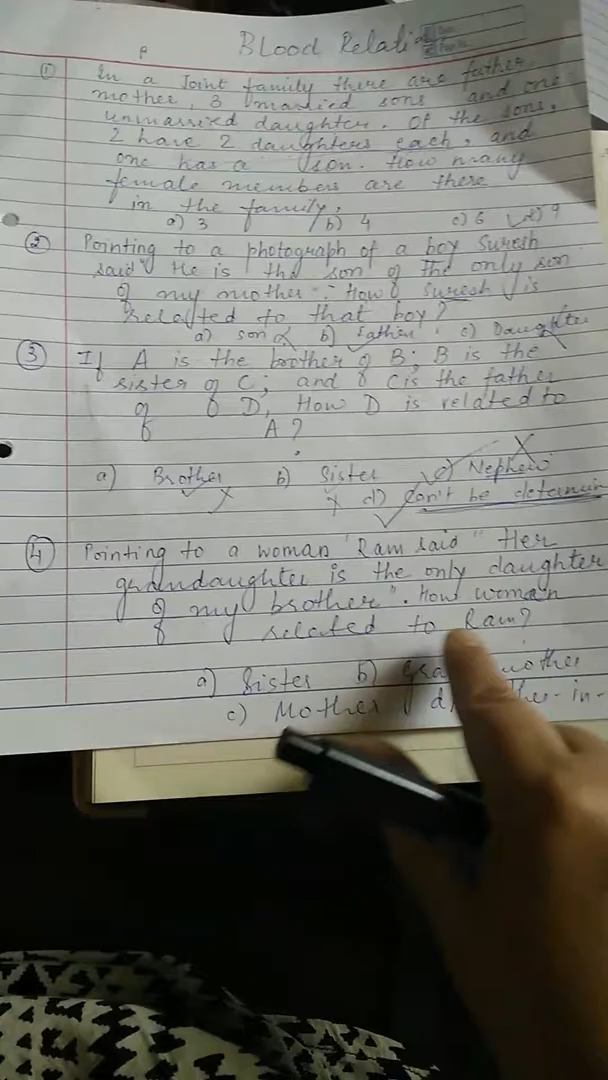 Blood Relati
① In a Joint family there are father,
mother, 3 married sons and one
unmarried daughter. Of the sons,
2 have 2 daughters each, and
one has a son. How many
female members are there
in the family?
a) 3 b) 4 c) 6 d) 9
② Pointing to a photograph of a boy Suresh
said "He is the son of the only son
of my mother". How Suresh is
related to that boy?
a) son b) father c) Daughter
③ If A is the brother of B; B is the
sister of C; and C is the father
of D, How D is related to
A?
a) Brother b) Sister c) Nephew
d) Can't be determin
④ Pointing to a woman Ram said "Her
grandaughter is the only daughter
of my brother". How woman
related to Ram?
a) Sister b) gra mother
c) Mother d) ther-in-